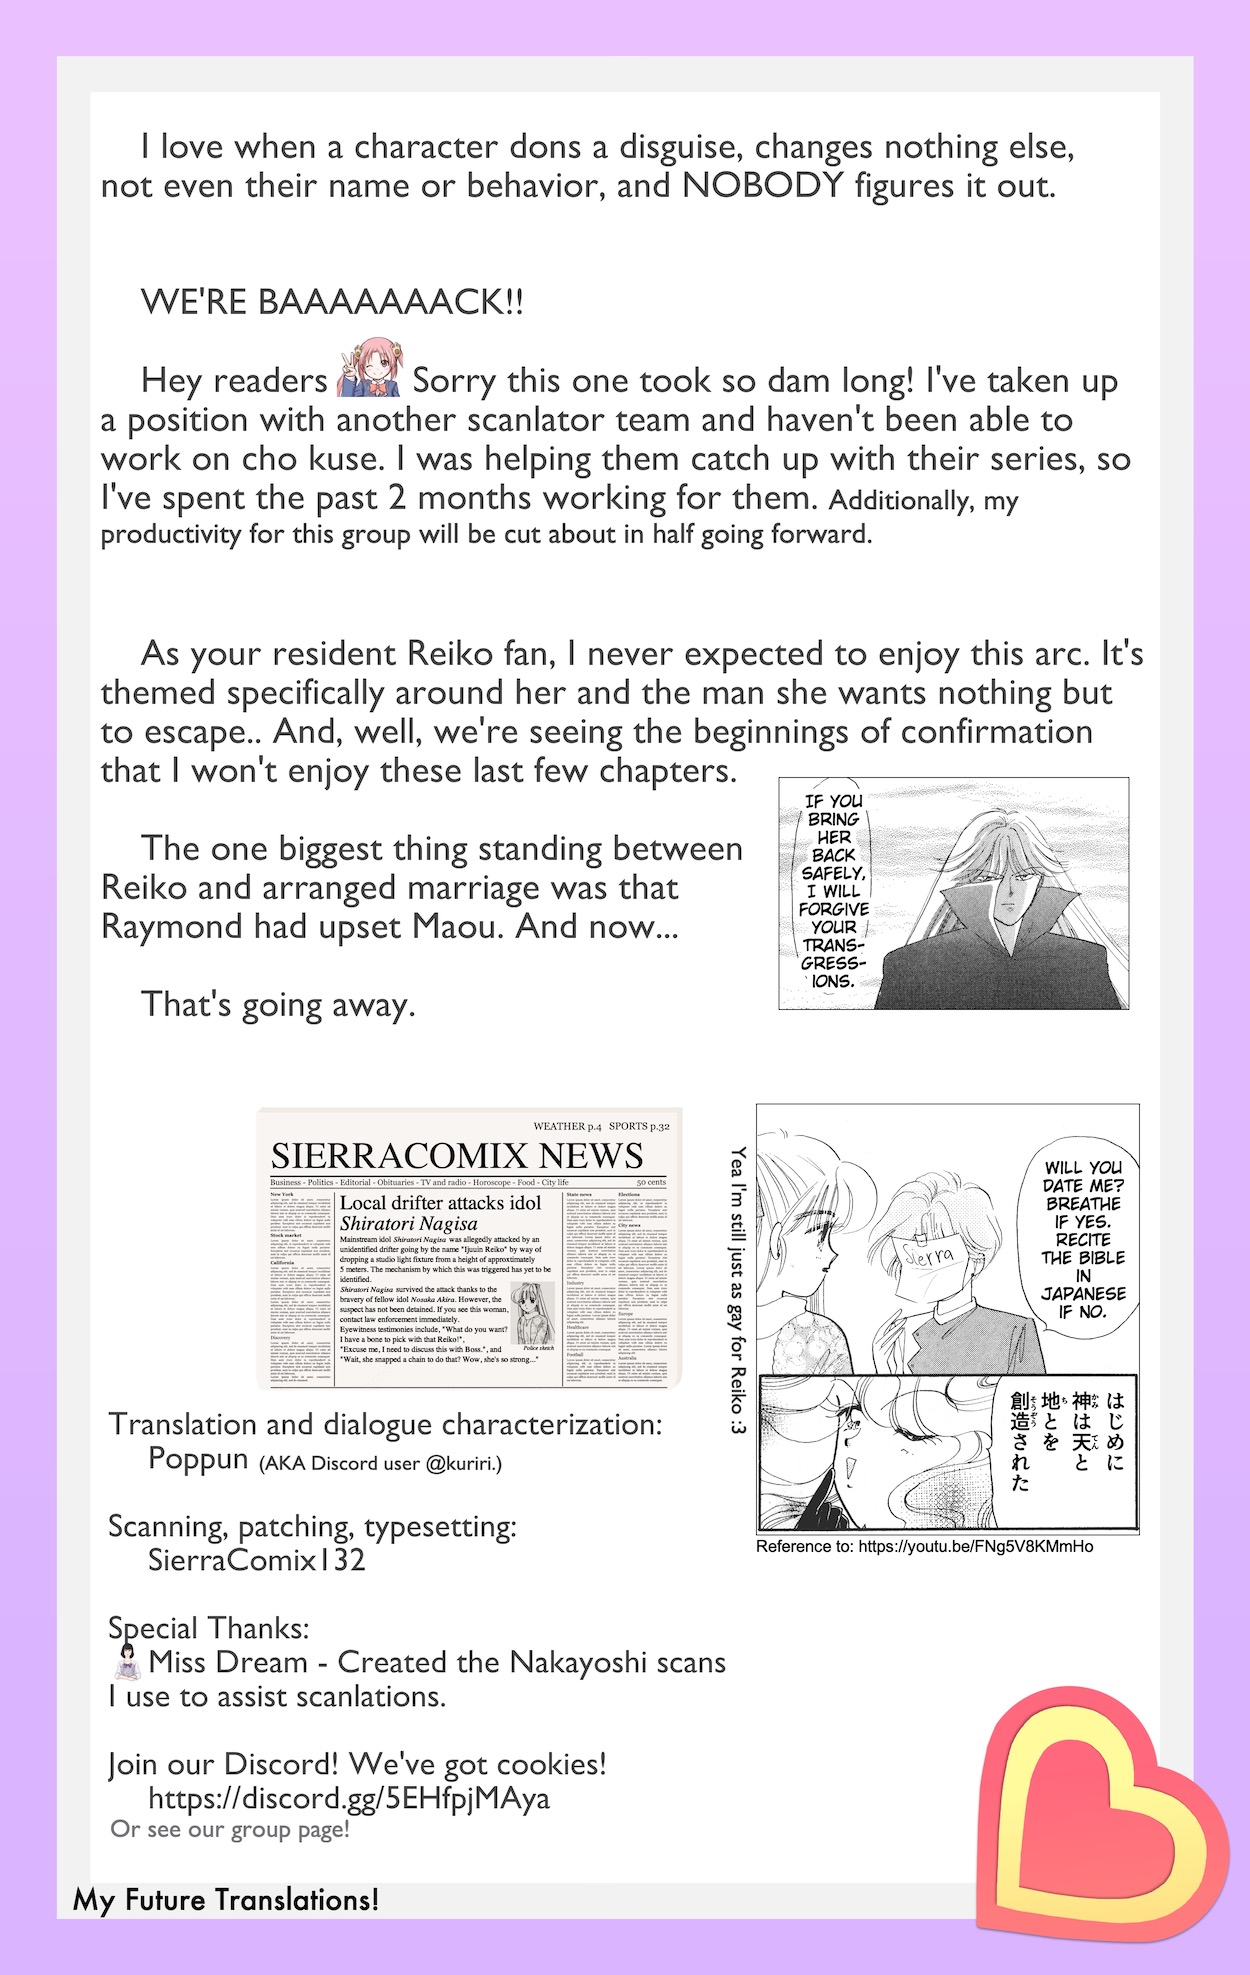 I love when a character dons a disguise, changes nothing else,
not even their name or behavior, and NOBODY figures it out.
WE'RE BAAAAAAACK!!
Hey readers Sorry this one took so dam long! I've taken up
a position with another scanlator team and haven't been able to
work on cho kuse. I was helping them catch up with their series, so
I've spent the past 2 months working for them. Additionally, my
productivity for this group will be cut about in half going forward.
As your resident Reiko fan, I never expected to enjoy this arc. It's
themed specifically around her and the man she wants nothing but
to escape.. And, well, we're seeing the beginnings of confirmation
that I won't enjoy these last few chapters.
The one biggest thing standing between
Reiko and arranged marriage was that
Raymond had upset Maou. And now...
That's going away.
IF YOU
BRING
HER
BACK
SAFELY,
I WILL
FORGIVE
YOUR
TRANS-
GRESS-
IONS.
WEATHER p.4 SPORTS p.32
SIERRACOMIX NEWS
Business - Politics - Editorial - Obituaries - TV and radio - Horoscope - Food - City life 50 cents
New York
Stock market
California
Discovery
Local drifter attacks idol
Shiratori Nagisa
Mainstream idol Shiratori Nagisa was allegedly attacked by an
unidentified drifter going by the name "Ijuuin Reiko" by way of
dropping a studio light fixture from a height of approximately
5 meters. The mechanism by which this was triggered has yet to be
identified.
Shiratori Nagisa survived the attack thanks to the
bravery of fellow idol Nosaka Akira. However, the
suspect has not been detained. If you see this woman,
contact law enforcement immediately.
Eyewitness testimonies include, "What do you want?
I have a bone to pick with that Reiko!",
"Excuse me, I need to discuss this with Boss.", and
"Wait, she snapped a chain to do that? Wow, she's so strong..."
Police sketch
State news
Industry
Healthcare
Football
Elections
City news
Europe
Australia
Yea I'm still just as gay for Reiko :3
WILL YOU
DATE ME?
BREATHE
IF YES.
RECITE
THE BIBLE
IN
JAPANESE
IF NO.
Sierra
はじめに
神は天と
地とを
創造された
Reference to: https://youtu.be/FNg5V8KMmHo
Translation and dialogue characterization:
Poppun (AKA Discord user @kuriri.)
Scanning, patching, typesetting:
SierraComix132
Special Thanks:
Miss Dream - Created the Nakayoshi scans
I use to assist scanlations.
Join our Discord! We've got cookies!
https://discord.gg/5EHfpjMAya
Or see our group page!
My Future Translations!